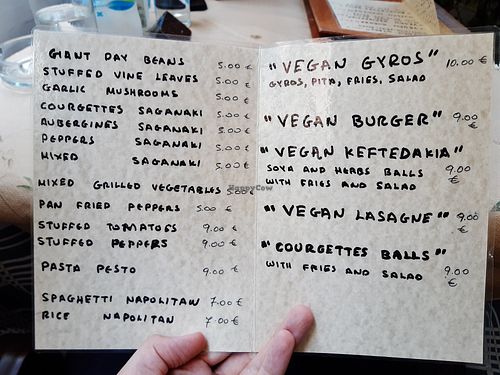 GIANT DAY BEANS 5.00 €
STUFFED VINE LEAVES 5.00 €
GARLIC MUSHROOMS 5.00 €
COURGETTES SAGANAKI 5.00 €
AUBERGINES SAGANAKI 5.00 €
PEPPERS SAGANAKI 5.00 €
MIXED SAGANAKI 5.00 €
MIXED GRILLED VEGETABLES 5.00 €
PAN FRIED PEPPERS 5.00 €
STUFFED TOMATOES 9.00 €
STUFFED PEPPERS 9.00 €
PASTA PESTO 9.00 €
SPAGHETTI NAPOLITAN 7.00 €
RICE NAPOLITAN 7.00 €
"VEGAN GYROS" 10.00 €
GYROS, PITA, FRIES, SALAD
"VEGAN BURGER" 9.00 €
"VEGAN KEFTEDAKIA"
SOYA AND HERBS BALLS 9.00 €
WITH FRIES AND SALAD
"VEGAN LASAGNE" 9.00 €
"COURGETTES BALLS"
WITH FRIES AND SALAD 9.00 €
HappyCow